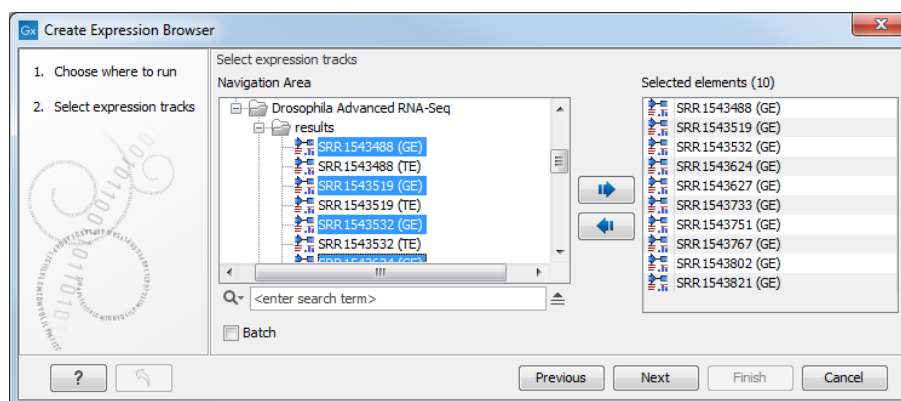 Gx Create Expression Browser
1. Choose where to run
2. Select expression tracks
Select expression tracks
Navigation Area
Drosophila Advanced RNA-Seq
results
SRR1543488 (GE)
SRR1543488 (TE)
SRR1543519 (GE)
SRR1543519 (TE)
SRR1543532 (GE)
SRR1543532 (TE)
SRR1543624 (GE)
<enter search term>
Batch
Selected elements (10)
SRR1543488 (GE)
SRR1543519 (GE)
SRR1543532 (GE)
SRR1543624 (GE)
SRR1543627 (GE)
SRR1543733 (GE)
SRR1543751 (GE)
SRR1543767 (GE)
SRR1543802 (GE)
SRR1543821 (GE)
?
Previous
Next
Finish
Cancel